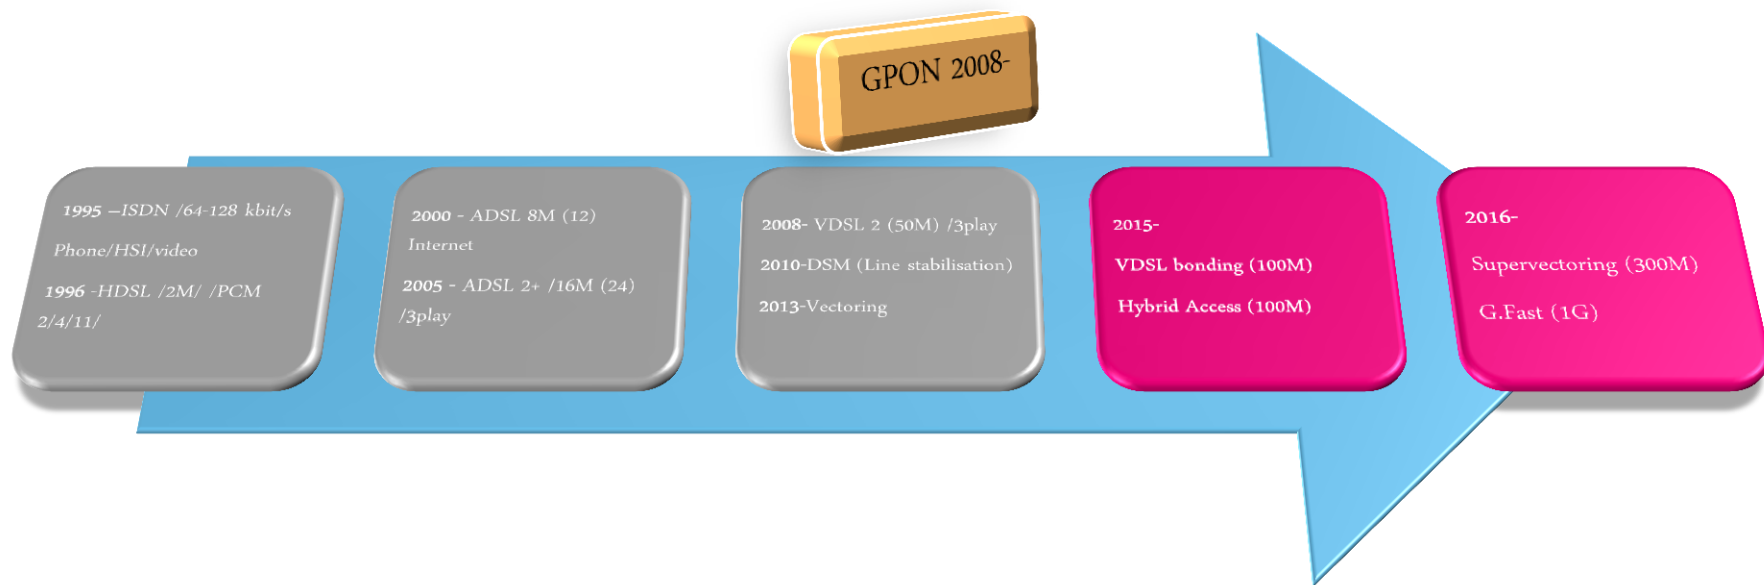 GPON 2008-
1995 –ISDN /64-128 kbit/s
Phone/HSI/video
1996 -HDSL /2M/ /PCM
2/4/11/
2000 - ADSL 8M (12)
Internet
2005 - ADSL 2+ /16M (24)
/3play
2008- VDSL 2 (50M) /3play
2010-DSM (Line stabilisation)
2013-Vectoring
2015-
VDSL bonding (100M)
Hybrid Access (100M)
2016-
Supervectoring (300M)
G.Fast (1G)